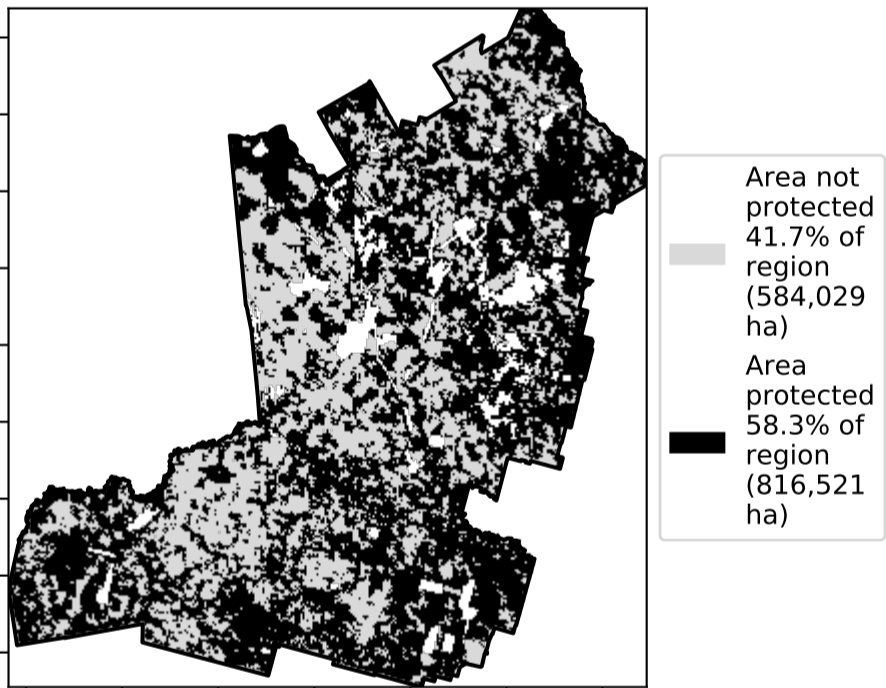 Area not
protected
41.7% of
region
(584,029
ha)
Area
protected
58.3% of
region
(816,521
ha)